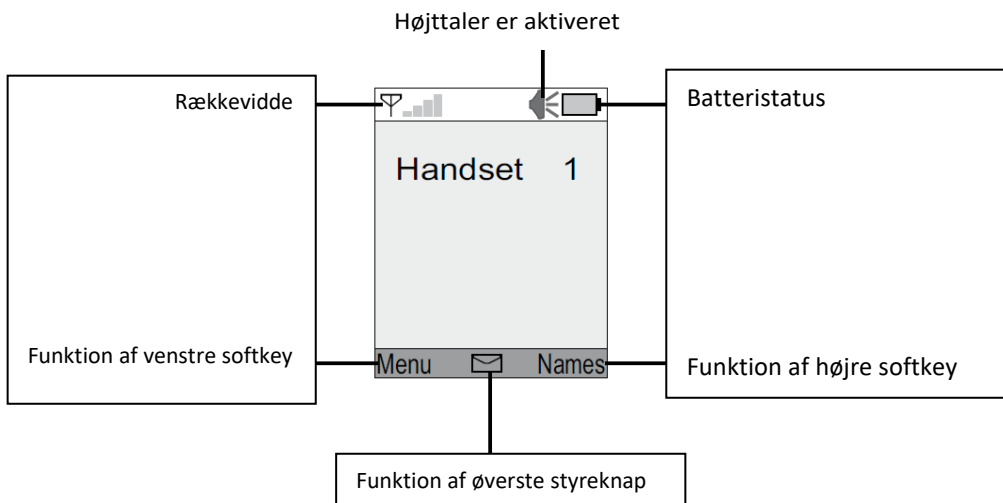 Højttaler er aktiveret
Rækkevidde
Batteristatus
Handset 1
Funktion af venstre softkey
Menu
Names
Funktion af højre softkey
Funktion af øverste styreknap